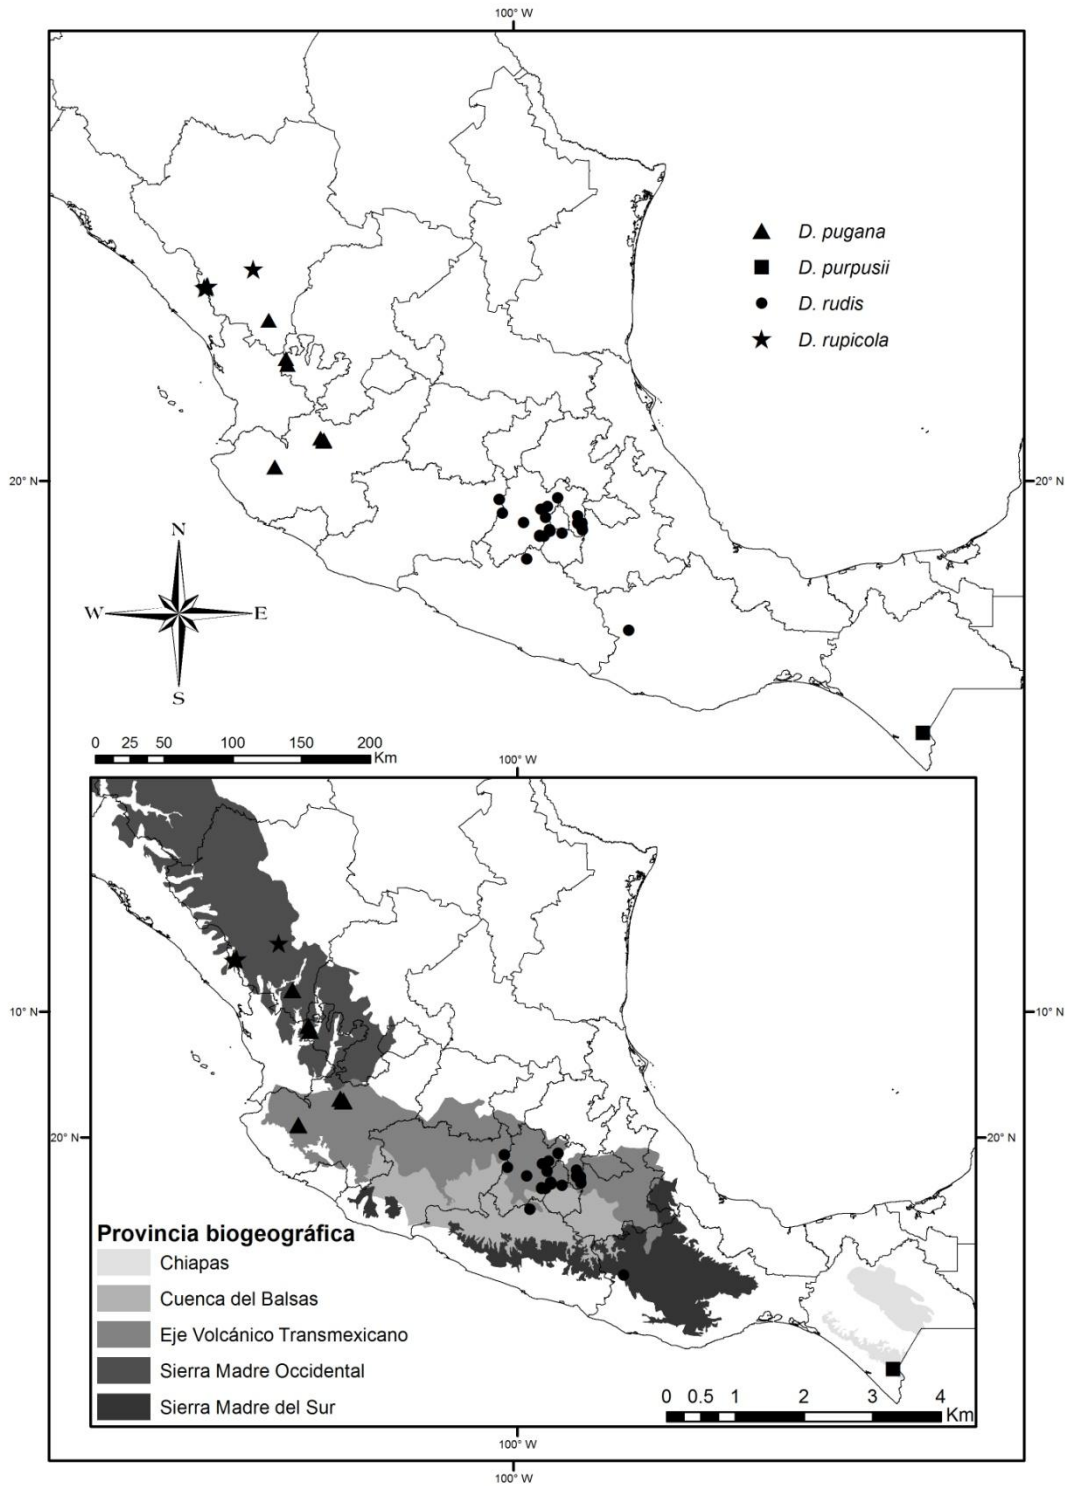 100° W
D. pugana
D. purpusii
D. rudis
D. rupicola
20° N
20° N
N
W E
S
0 25 50 100 150 200
Km
100° W
10° N
10° N
20° N
20° N
Provincia biogeográfica
Chiapas
Cuenca del Balsas
Eje Volcánico Transmexicano
Sierra Madre Occidental
Sierra Madre del Sur
0 0.5 1 2 3 4
Km
100° W
100° W